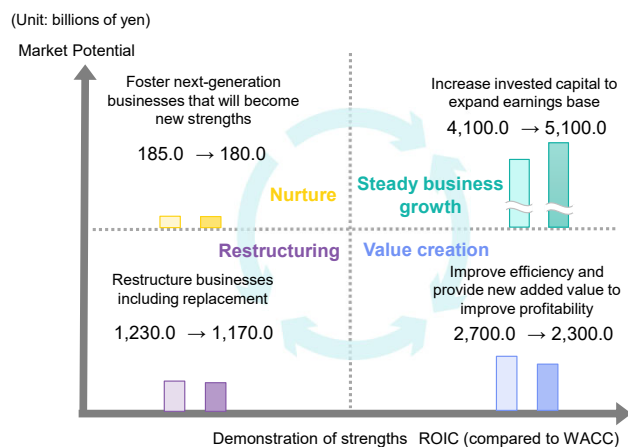 (Unit: billions of yen)
Market Potential
Foster next-generation
businesses that will become
new strengths
185.0 → 180.0
Nurture
Increase invested capital to
expand earnings base
4,100.0 → 5,100.0
Steady business
growth
Restructuring
Restructure businesses
including replacement
1,230.0 → 1,170.0
Value creation
Improve efficiency and
provide new added value to
improve profitability
2,700.0 → 2,300.0
Demonstration of strengths ROIC (compared to WACC)